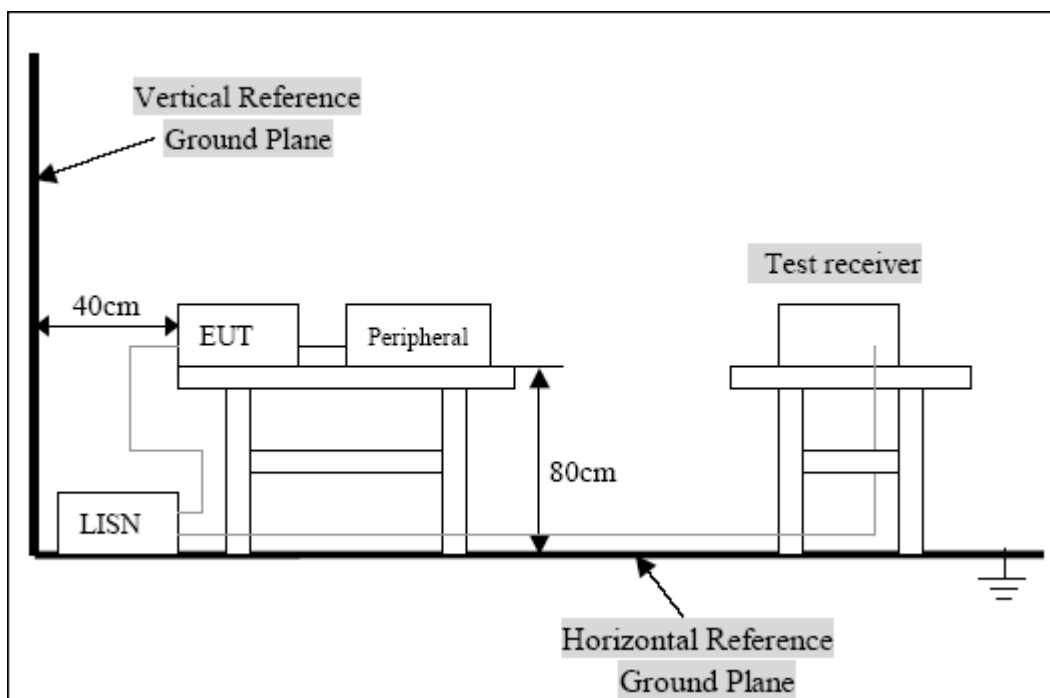 Vertical Reference
Ground Plane
Test receiver
40cm
EUT
Peripheral
80cm
LISN
Horizontal Reference
Ground Plane